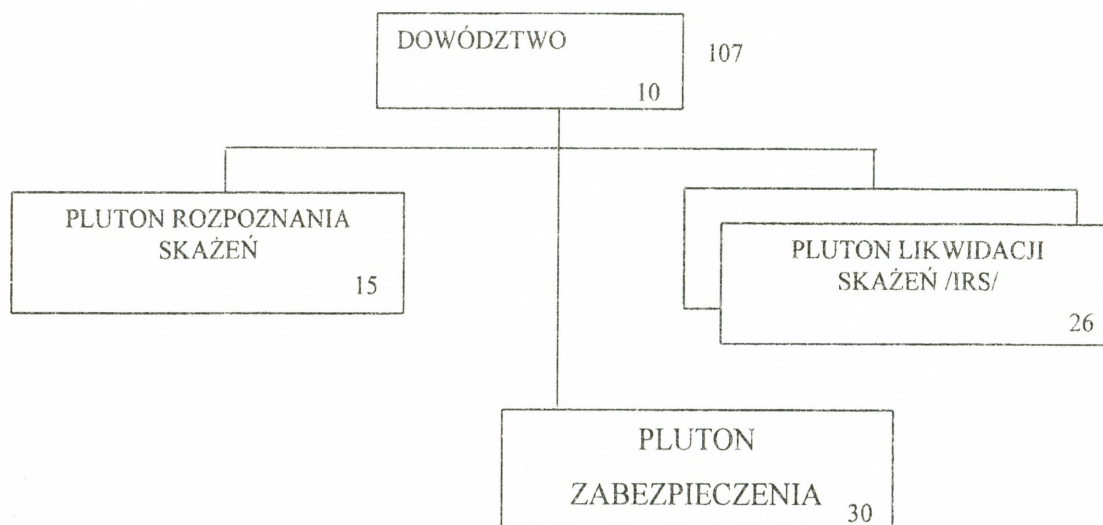 DOWÓDZTWO
10
107
PLUTON ROZPOZNANIA
SKAŻEŃ
15
PLUTON LIKWIDACJI
SKAŻEŃ /IRS/
26
PLUTON
ZABEZPIECZENIA
30